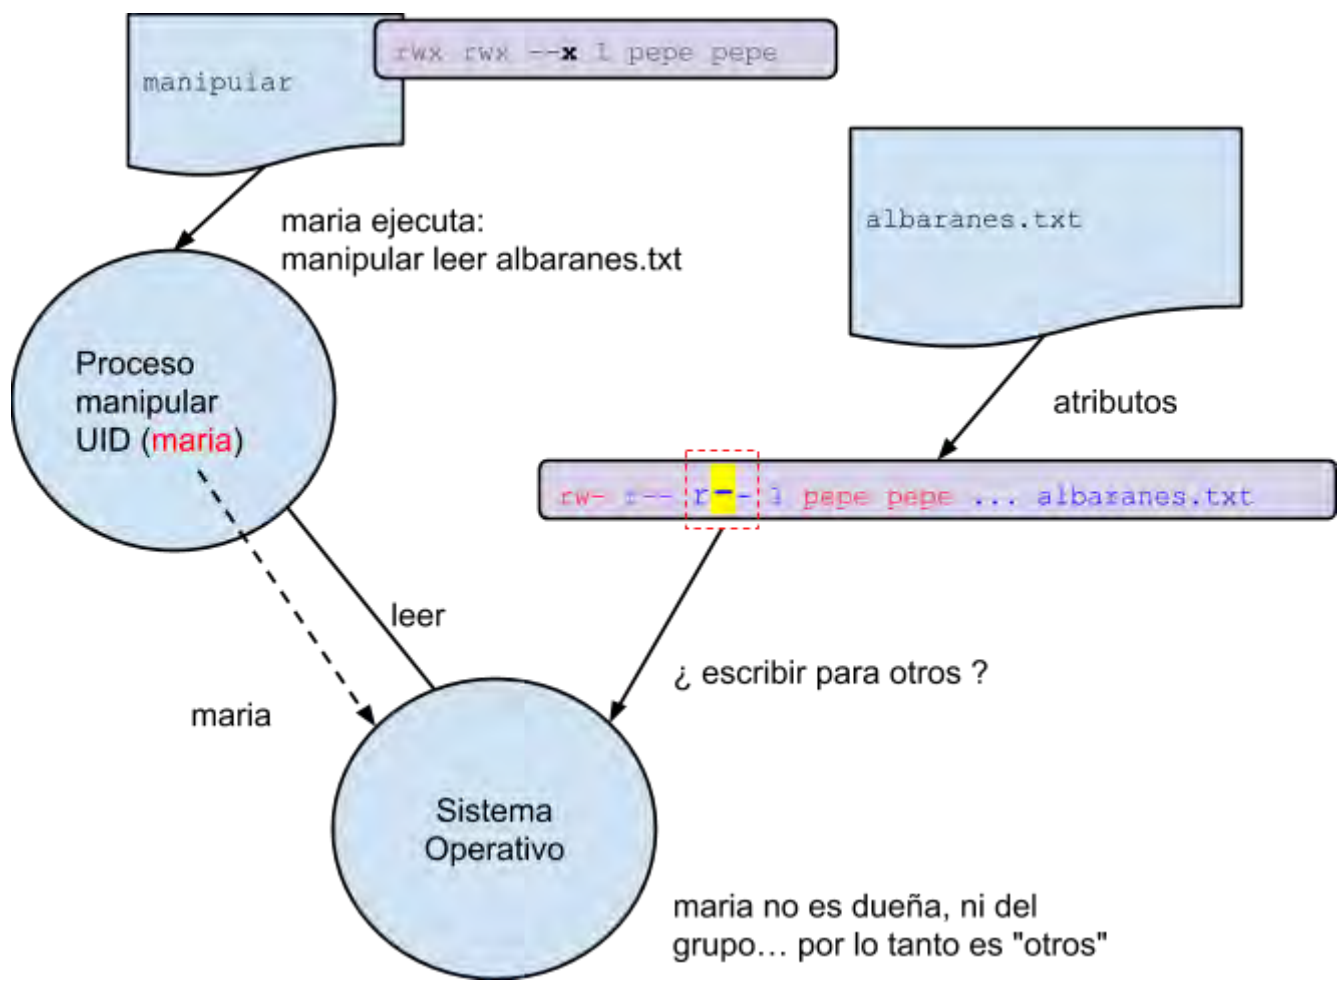 rwx rwx --x 1 pepe pepe
manipular
albaranes.txt
maria ejecuta:
manipular leer albaranes.txt
Proceso
manipular
UID (maria)
atributos
rw- r-- r-- 1 pepe pepe ... albaranes.txt
leer
¿ escribir para otros ?
maria
Sistema
Operativo
maria no es dueña, ni del
grupo... por lo tanto es "otros"